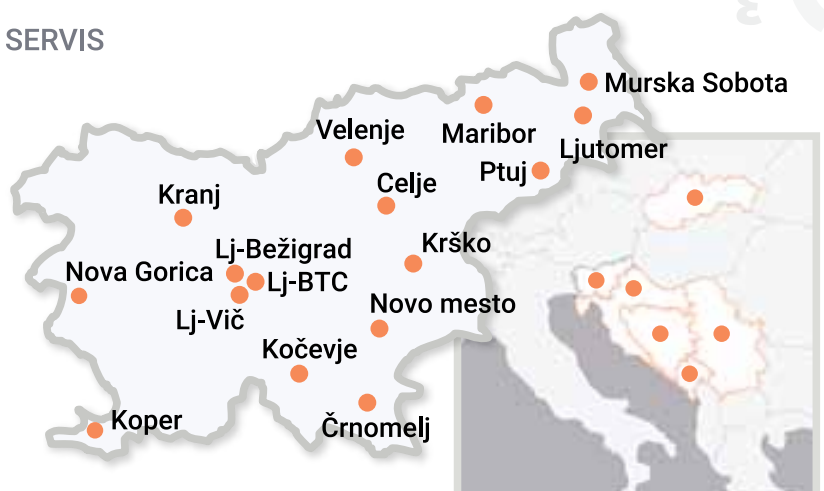 SERVIS
Murska Sobota
Maribor
Velenje
Ljutomer
Ptuj
Celje
Kranj
Krško
Lj-Bežigrad
Nova Gorica
Lj-BTC
Novo mesto
Lj-Vič
Kočevje
Koper
Črnomelj